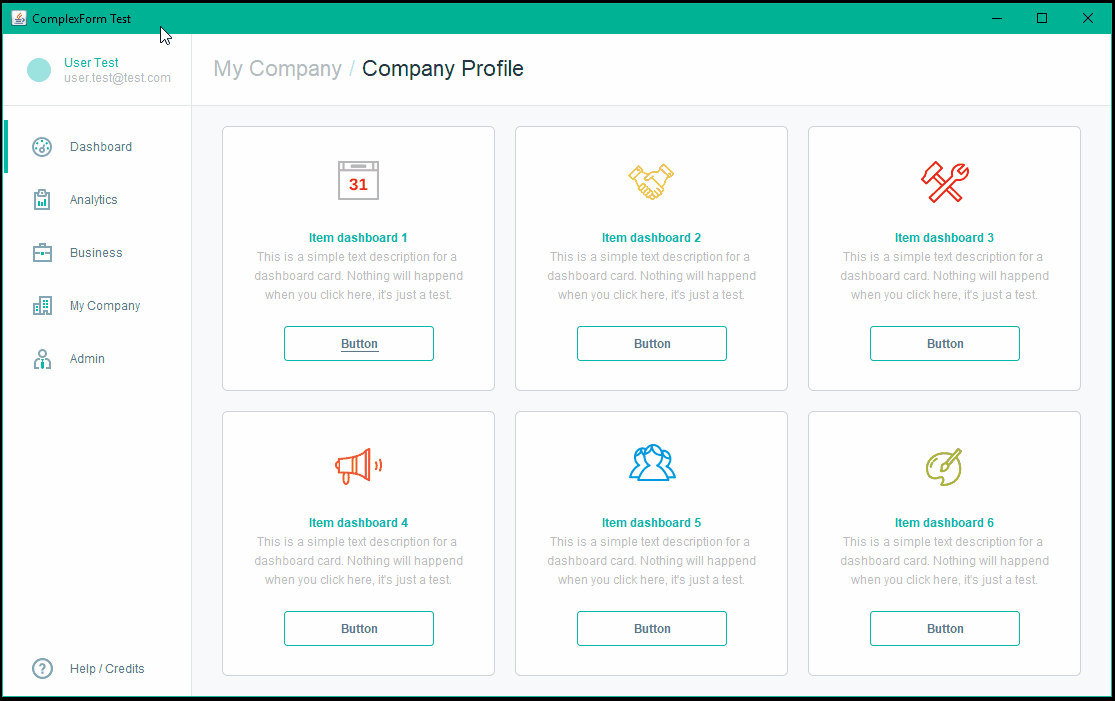 ComplexForm Test
User Test
user.test@test.com
My Company / Company Profile
Dashboard
Analytics
Business
My Company
Admin
Help / Credits
31
Item dashboard 1
This is a simple text description for a
dashboard card. Nothing will happend
when you click here, it's just a test.
Button
Item dashboard 2
This is a simple text description for a
dashboard card. Nothing will happend
when you click here, it's just a test.
Button
Item dashboard 3
This is a simple text description for a
dashboard card. Nothing will happend
when you click here, it's just a test.
Button
Item dashboard 4
This is a simple text description for a
dashboard card. Nothing will happend
when you click here, it's just a test.
Button
Item dashboard 5
This is a simple text description for a
dashboard card. Nothing will happend
when you click here, it's just a test.
Button
Item dashboard 6
This is a simple text description for a
dashboard card. Nothing will happend
when you click here, it's just a test.
Button